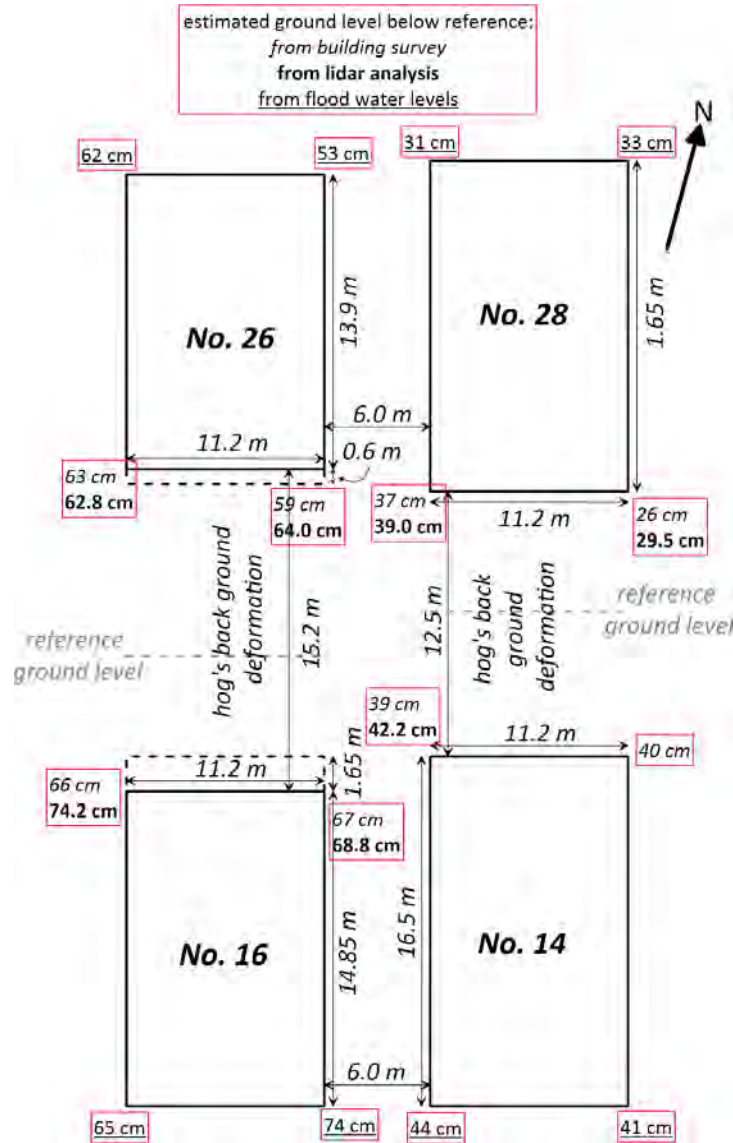 estimated ground level below reference:
from building survey
from lidar analysis
from flood water levels
N
62 cm
53 cm
31 cm
33 cm
No. 26
13.9 m
No. 28
1.65 m
6.0 m
11.2 m
0.6 m
63 cm
62.8 cm
59 cm
64.0 cm
37 cm
39.0 cm
11.2 m
26 cm
29.5 cm
hog's back ground
deformation
15.2 m
12.5 m
hog's back
ground
deformation
reference
ground level
reference
ground level
39 cm
42.2 cm
11.2 m
40 cm
11.2 m
1.65 m
66 cm
74.2 cm
67 cm
68.8 cm
No. 16
14.85 m
16.5 m
No. 14
6.0 m
65 cm
74 cm
44 cm
41 cm